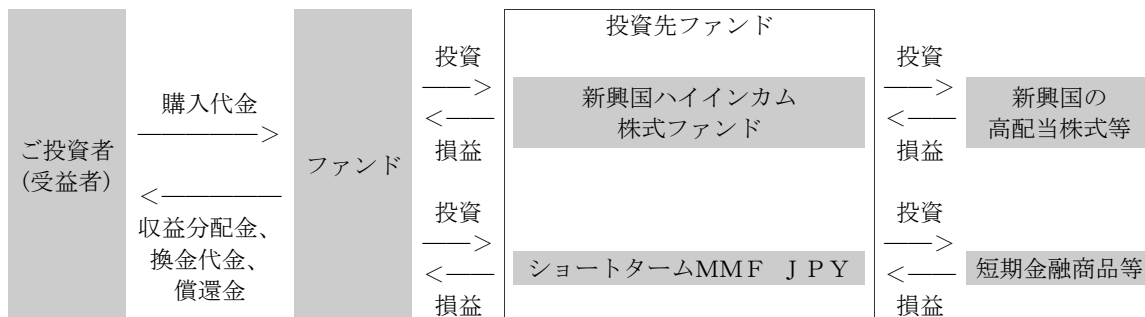 ご投資者
(受益者)
購入代金
————>
<————
収益分配金、
換金代金、
償還金
ファンド
投資
——>
<——
損益
投資
——>
<——
損益
投資先ファンド
新興国ハイインカム
株式ファンド
ショートタームMMF JPY
投資
——>
<——
損益
投資
——>
<——
損益
新興国の
高配当株式等
短期金融商品等